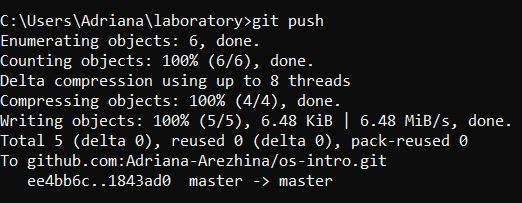 C:\Users\Adriana\laboratory>git push
Enumerating objects: 6, done.
Counting objects: 100% (6/6), done.
Delta compression using up to 8 threads
Compressing objects: 100% (4/4), done.
Writing objects: 100% (5/5), 6.48 KiB | 6.48 MiB/s, done.
Total 5 (delta 0), reused 0 (delta 0), pack-reused 0
To github.com:Adriana-Arezhina/os-intro.git
   ee4bb6c..1843ad0  master -> master